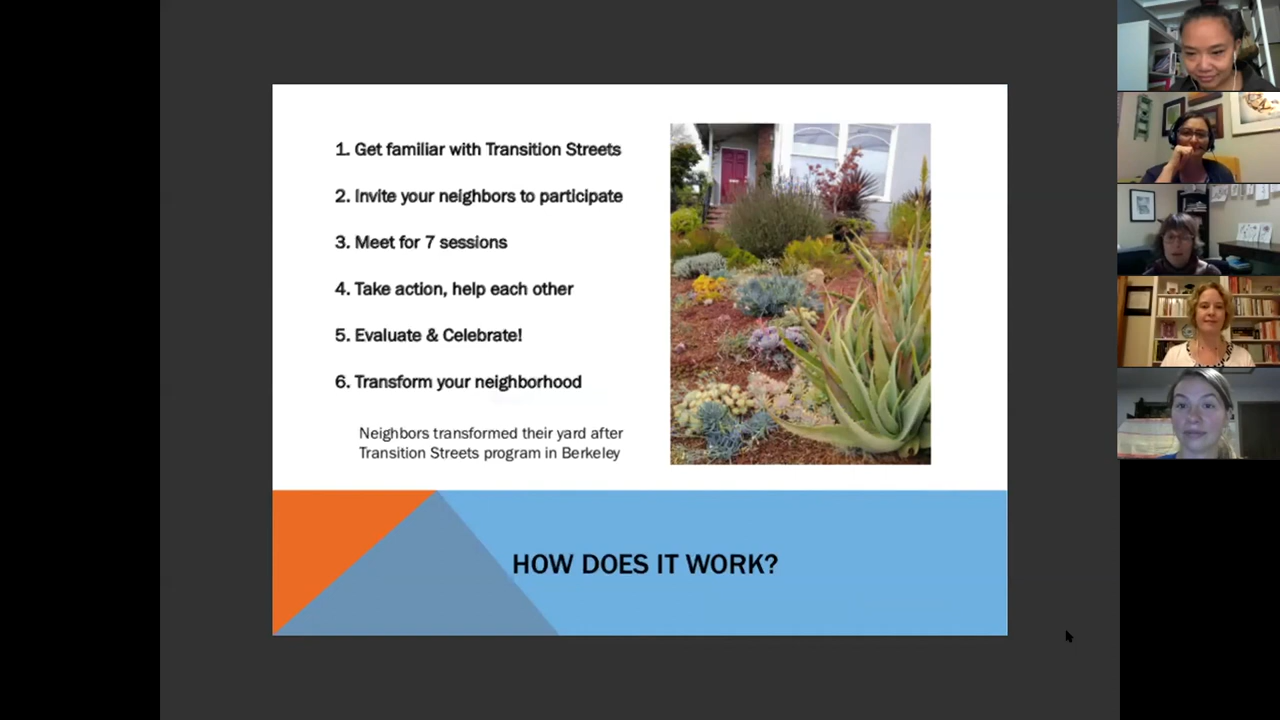 1. Get familiar with Transition Streets
2. Invite your neighbors to participate
3. Meet for 7 sessions
4. Take action, help each other
5. Evaluate & Celebrate!
6. Transform your neighborhood
Neighbors transformed their yard after
Transition Streets program in Berkeley
HOW DOES IT WORK?